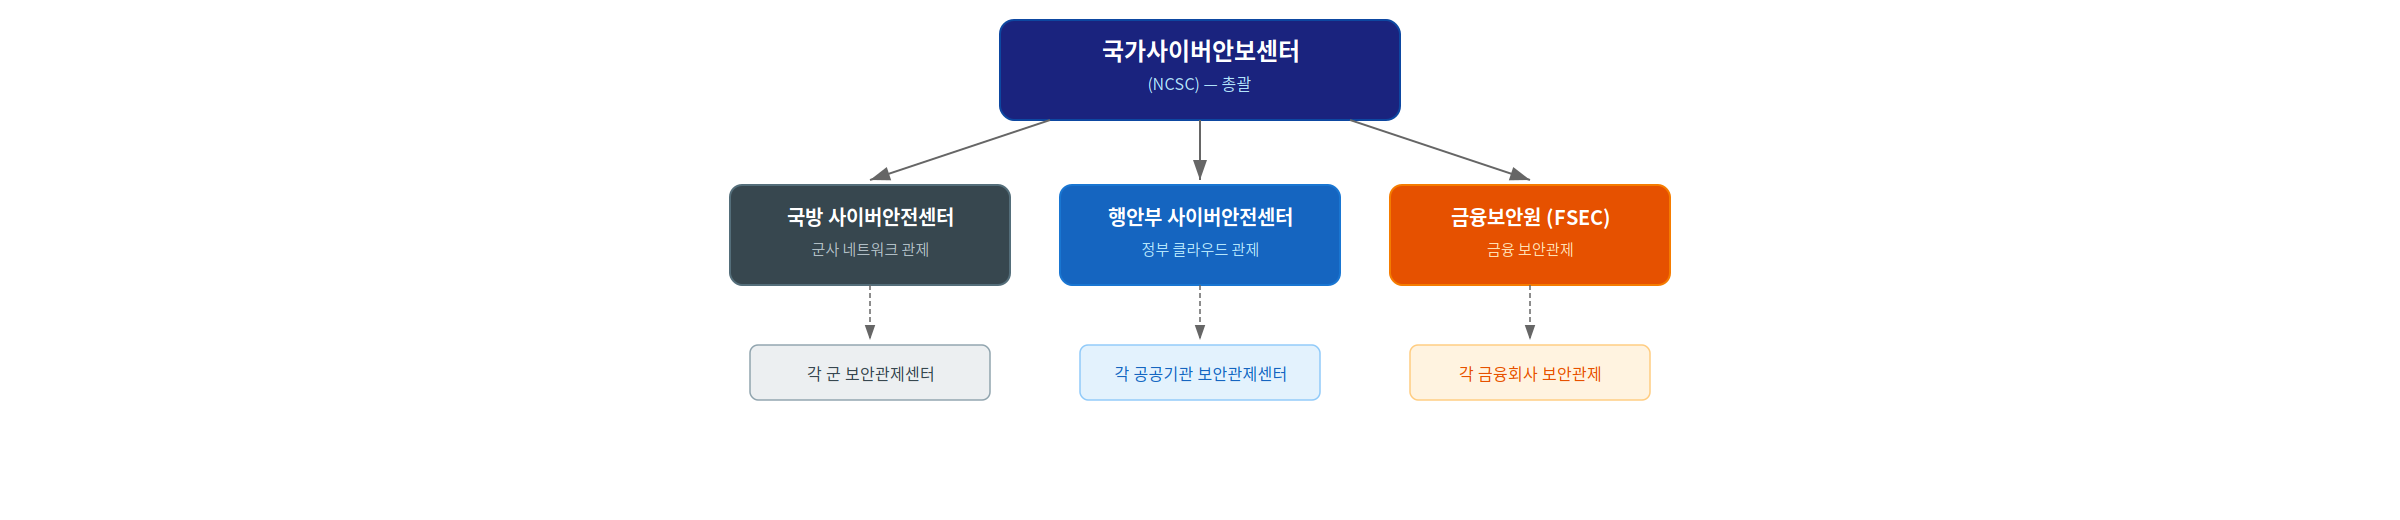 국가사이버안보센터
(NCSC) — 총괄
국방 사이버안전센터
군사 네트워크 관제
행안부 사이버안전센터
정부 클라우드 관제
금융보안원 (FSEC)
금융 보안관제
각 군 보안관제센터
각 공공기관 보안관제센터
각 금융회사 보안관제